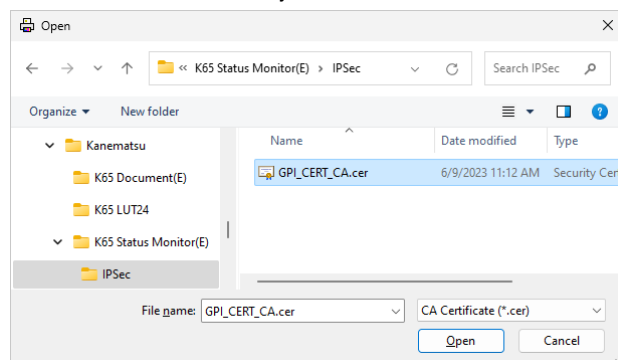 Open
« K65 Status Monitor(E) > IPSec
Search IPSec
Organize
New folder
Name
Date modified
Type
Kanematsu
K65 Document(E)
K65 LUT24
K65 Status Monitor(E)
IPSec
GPI_CERT_CA.cer
6/9/2023 11:12 AM
Security Cer
File name:
GPI_CERT_CA.cer
CA Certificate (*.cer)
Open
Cancel